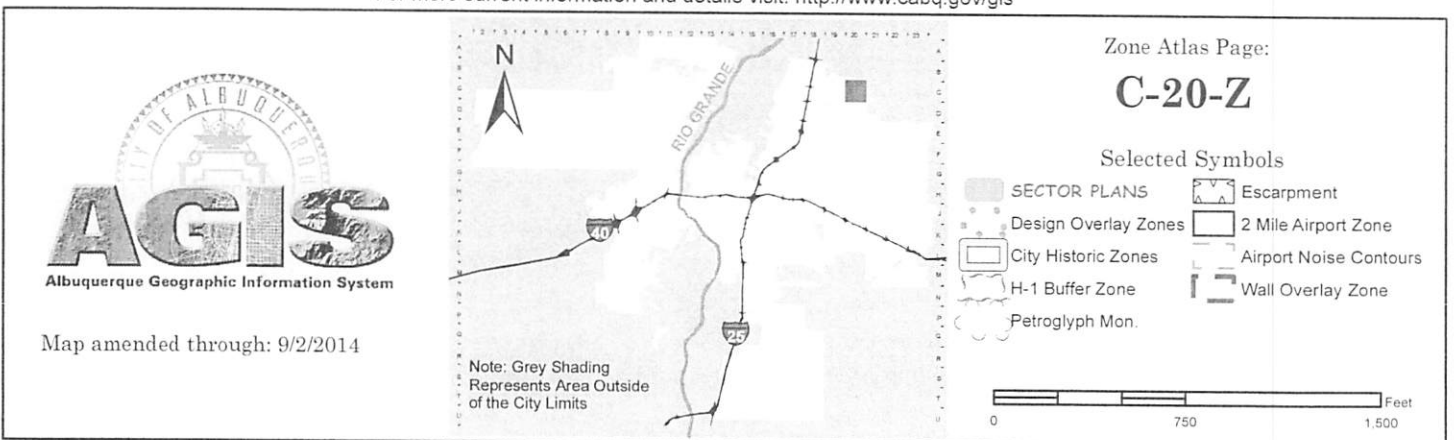 more current information and details visit: http://www.cabq.gov/gis
CITY OF ALBUQUERQUE
AGIS
Albuquerque Geographic Information System
Map amended through: 9/2/2014
N
RIO GRANDE
40
25
Note: Grey Shading
Represents Area Outside
of the City Limits
Zone Atlas Page:
C-20-Z
Selected Symbols
SECTOR PLANS
Escarpment
Design Overlay Zones
2 Mile Airport Zone
City Historic Zones
Airport Noise Contours
H-1 Buffer Zone
Wall Overlay Zone
Petroglyph Mon.
Feet
0 750 1,500